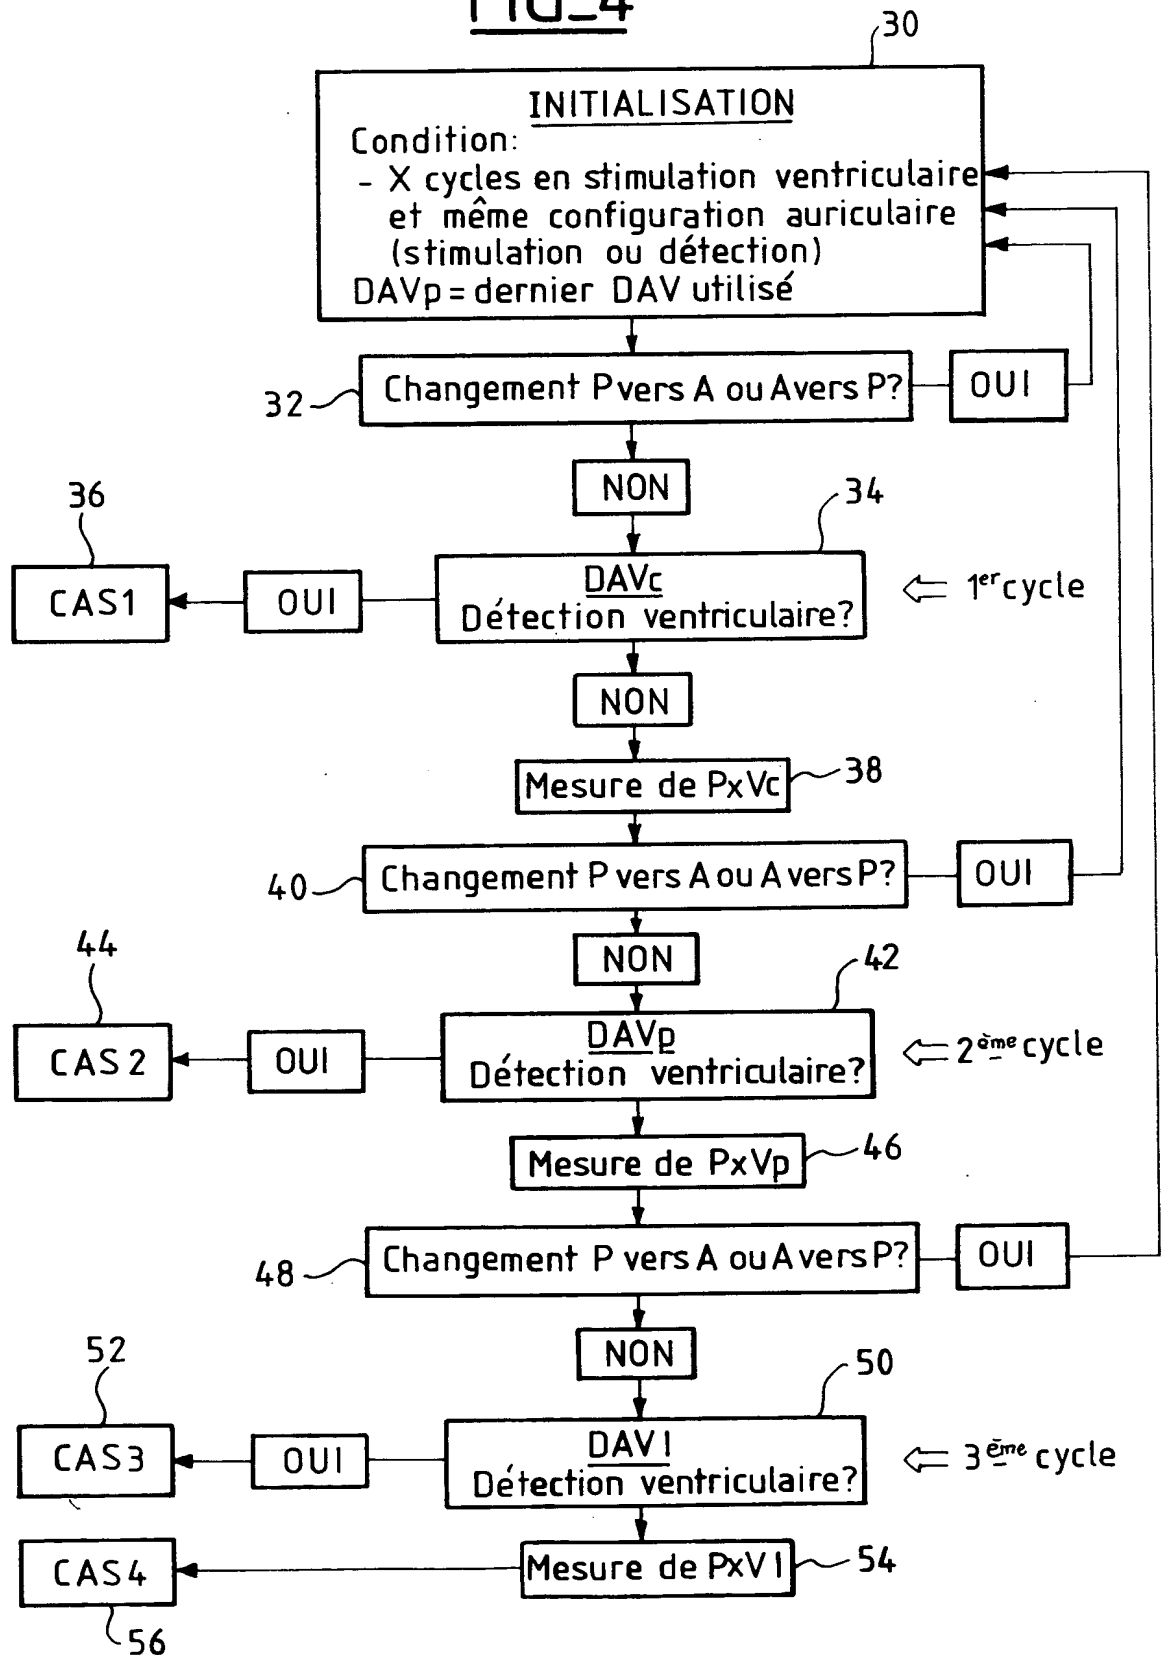 FIG_4
30
INITIALISATION
Condition:
- X cycles en stimulation ventriculaire
et même configuration auriculaire
(stimulation ou détection)
DAVp = dernier DAV utilisé
32
Changement P vers A ou A vers P?
OUI
NON
34
36
CAS1
OUI
DAVc
Détection ventriculaire?
1er cycle
NON
Mesure de PxVc
38
40
Changement P vers A ou A vers P?
OUI
NON
42
44
CAS 2
OUI
DAVp
Détection ventriculaire?
2ème cycle
Mesure de PxVp
46
48
Changement P vers A ou A vers P?
OUI
NON
50
52
CAS3
OUI
DAVl
Détection ventriculaire?
3ème cycle
CAS4
Mesure de PxVl
54
56